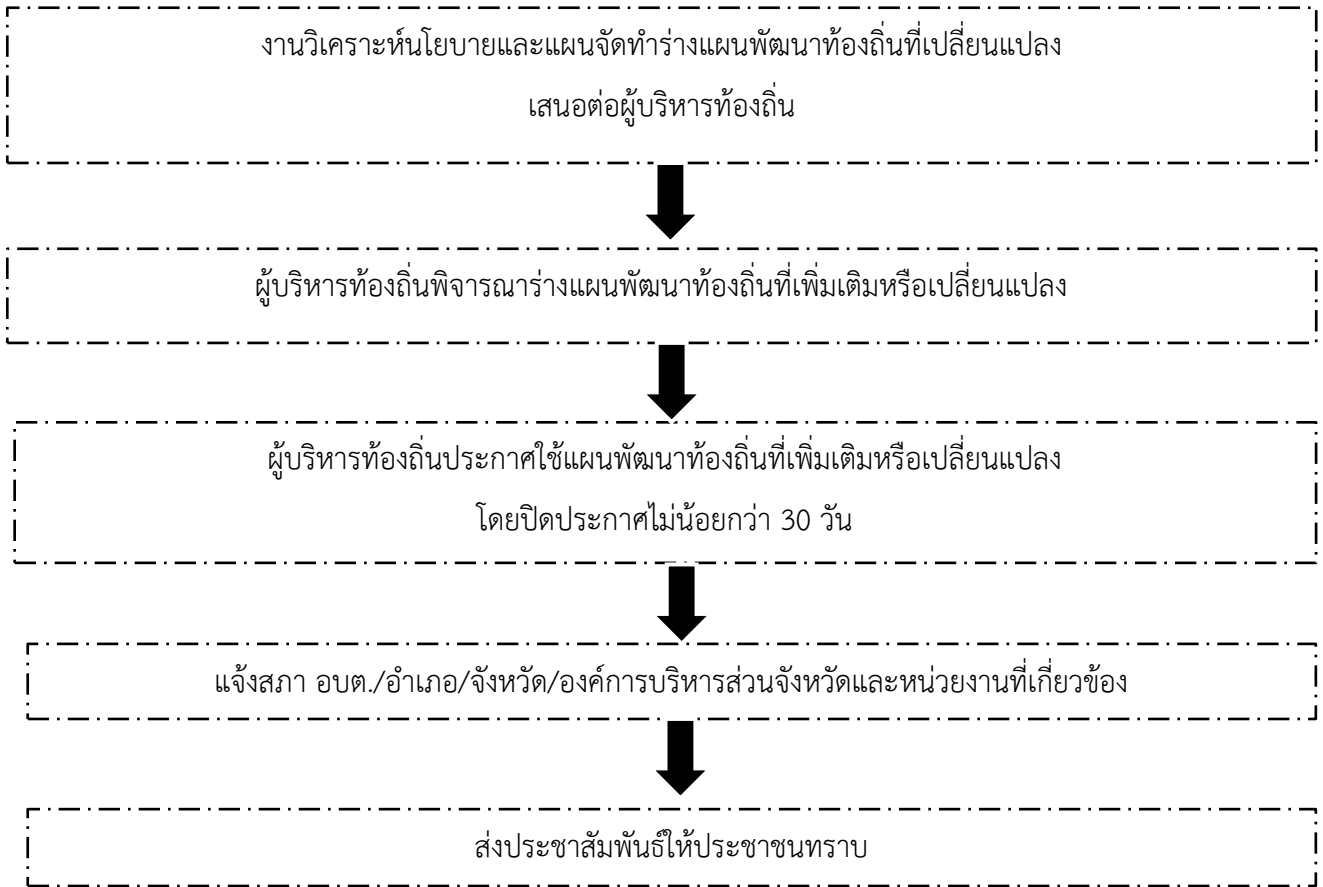 งานวิเคราะห์นโยบายและแผนจัดทำร่างแผนพัฒนาท้องถิ่นที่เปลี่ยนแปลง
เสนอต่อผู้บริหารท้องถิ่น
ผู้บริหารท้องถิ่นพิจารณาร่างแผนพัฒนาท้องถิ่นที่เพิ่มเติมหรือเปลี่ยนแปลง
ผู้บริหารท้องถิ่นประกาศใช้แผนพัฒนาท้องถิ่นที่เพิ่มเติมหรือเปลี่ยนแปลง
โดยปิดประกาศไม่น้อยกว่า 30 วัน
แจ้งสภา อบต./อำเภอ/จังหวัด/องค์การบริหารส่วนจังหวัดและหน่วยงานที่เกี่ยวข้อง
ส่งประชาสัมพันธ์ให้ประชาชนทราบ